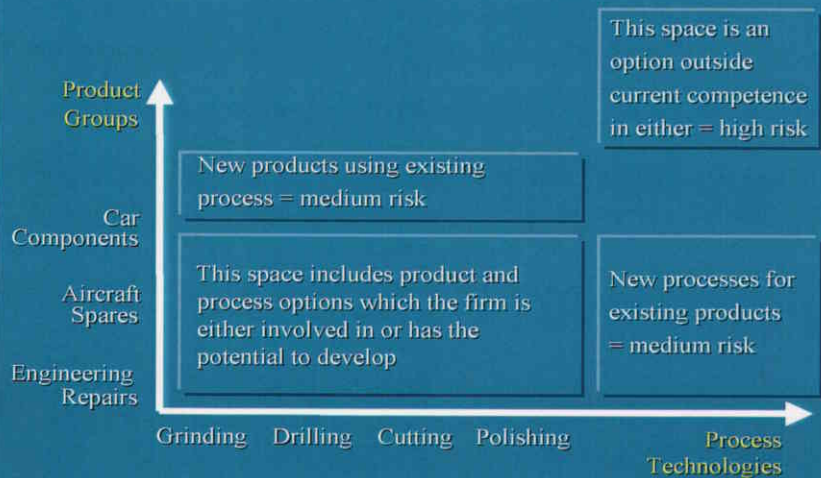 This space is an
option outside
current competence
in either = high risk
Product
Groups
New products using existing
process = medium risk
Car
Components
Aircraft
Spares
Engineering
Repairs
This space includes product and
process options which the firm is
either involved in or has the
potential to develop
New processes for
existing products
= medium risk
Grinding Drilling Cutting Polishing
Process
Technologies